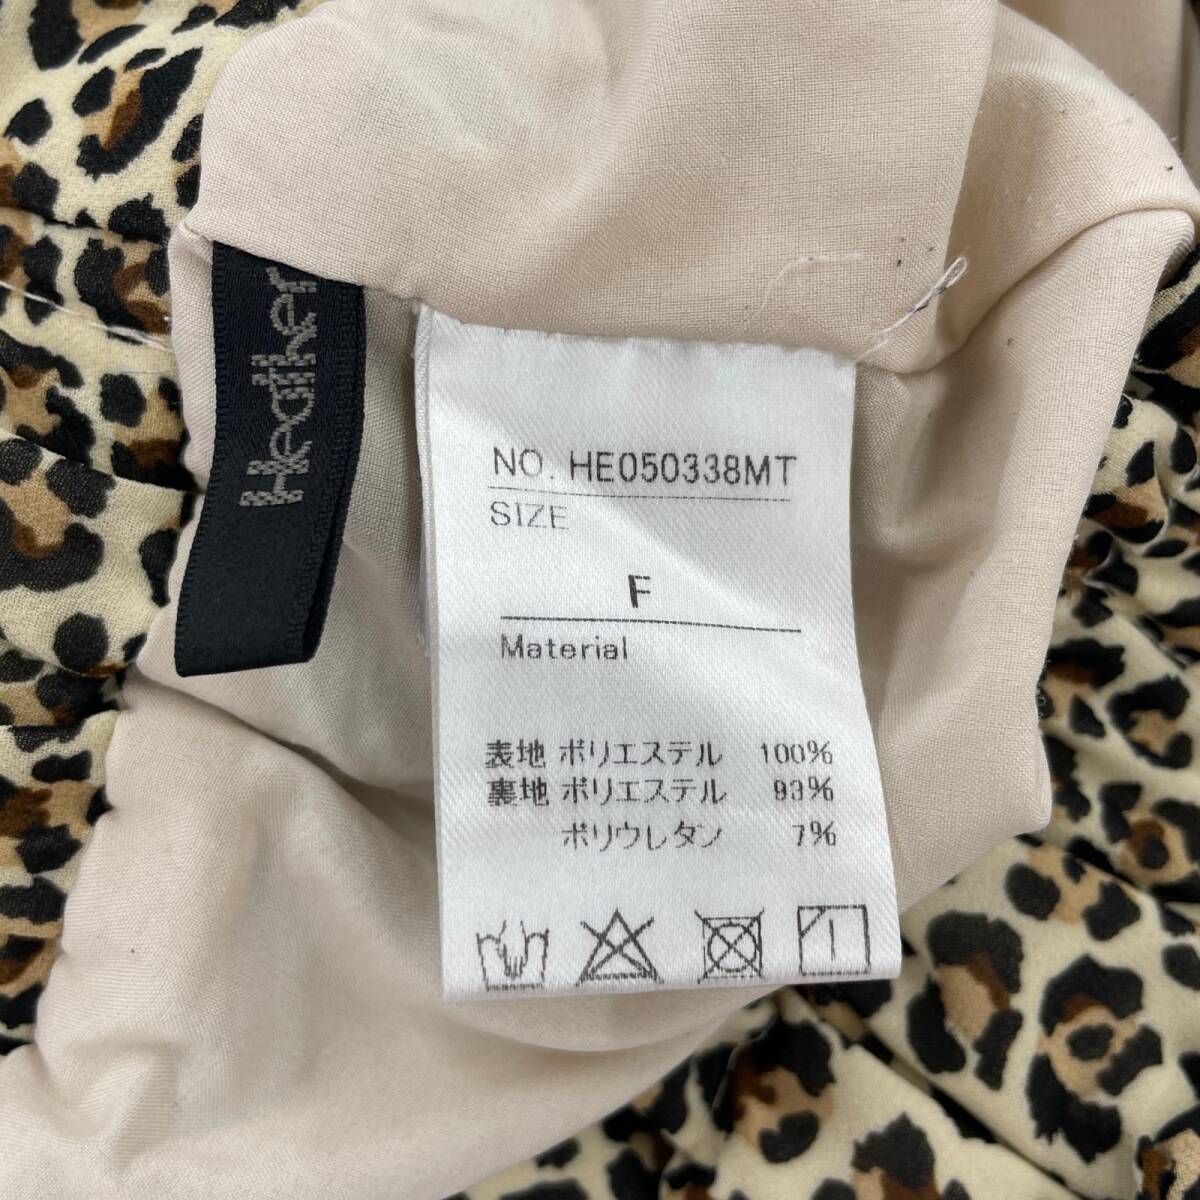 Heather
NO. HE050338MT
SIZE
F
Material
表地 ポリエステル 100%
裏地 ポリエステル 93%
ポリウレタン 7%